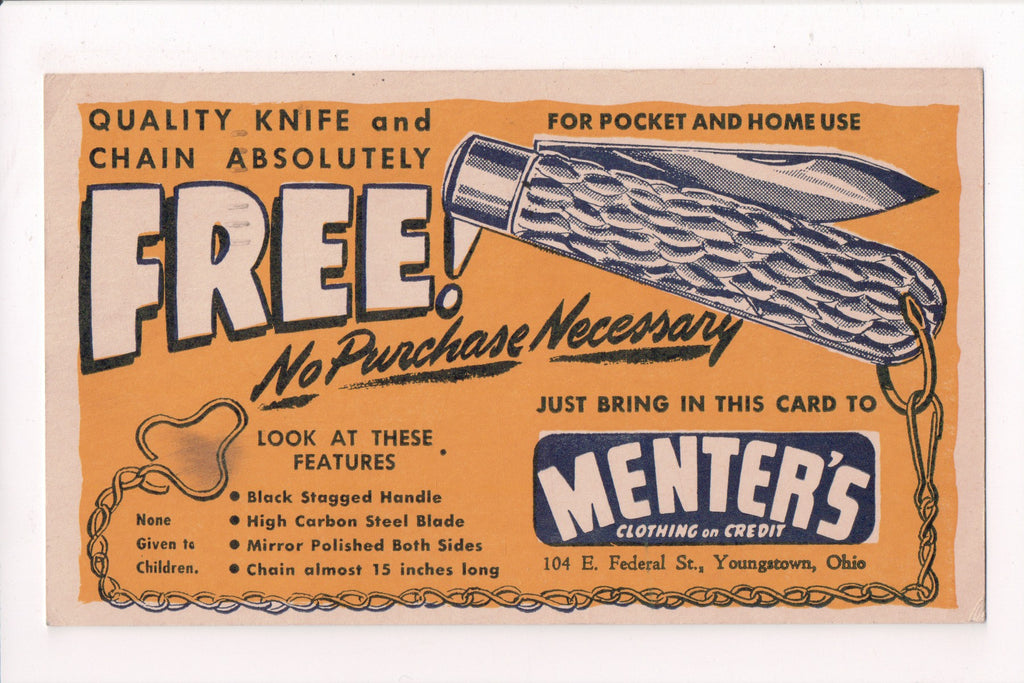 QUALITY KNIFE and
CHAIN ABSOLUTELY
FREE!
No Purchase Necessary
FOR POCKET AND HOME USE
LOOK AT THESE
FEATURES
• Black Stagged Handle
• High Carbon Steel Blade
• Mirror Polished Both Sides
• Chain almost 15 inches long
None
Given to
Children.
JUST BRING IN THIS CARD TO
MENTER'S
CLOTHING on CREDIT
104 E. Federal St., Youngstown, Ohio